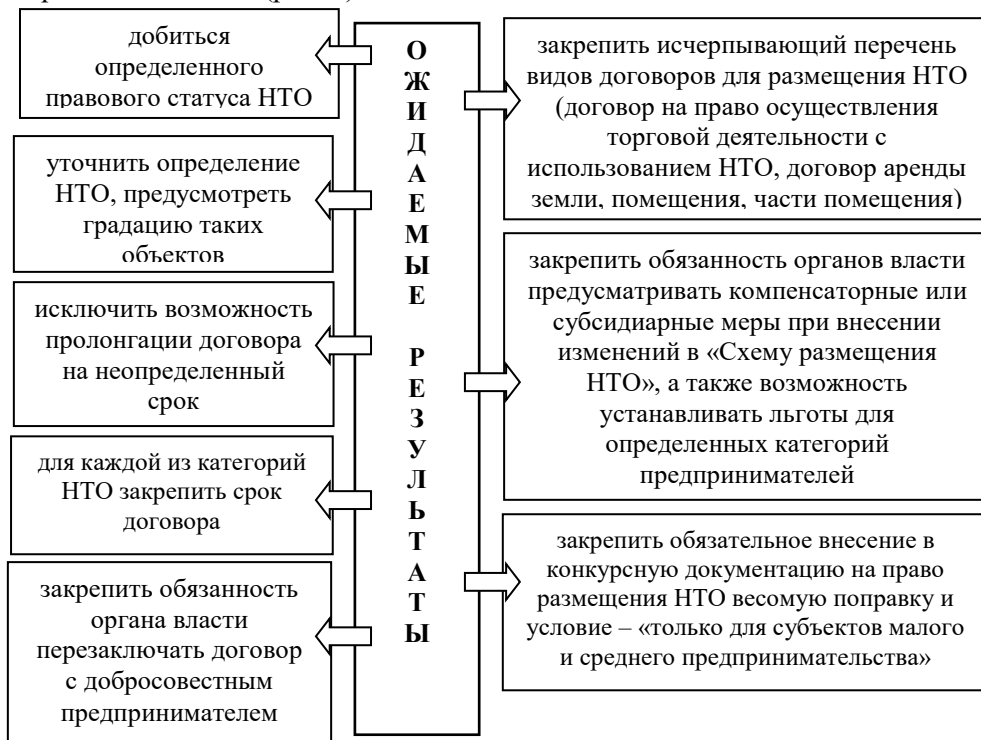 добиться
определенного
правового статуса НТО
уточнить определение
НТО, предусмотреть
градацию таких
объектов
исключить возможность
пролонгации договора
на неопределенный
срок
для каждой из категорий
НТО закрепить срок
договора
закрепить обязанность
органа власти
перезаключать договор
с добросовестным
предпринимателем
О
Ж
И
Д
А
Е
М
Ы
Е
Р
Е
З
У
Л
Ь
Т
А
Т
Ы
закрепить исчерпывающий перечень
видов договоров для размещения НТО
(договор на право осуществления
торговой деятельности с
использованием НТО, договор аренды
земли, помещения, части помещения)
закрепить обязанность органов власти
предусматривать компенсаторные или
субсидиарные меры при внесении
изменений в «Схему размещения
НТО», а также возможность
устанавливать льготы для
определенных категорий
предпринимателей
закрепить обязательное внесение в
конкурсную документацию на право
размещения НТО весомую поправку и
условие – «только для субъектов малого
и среднего предпринимательства»